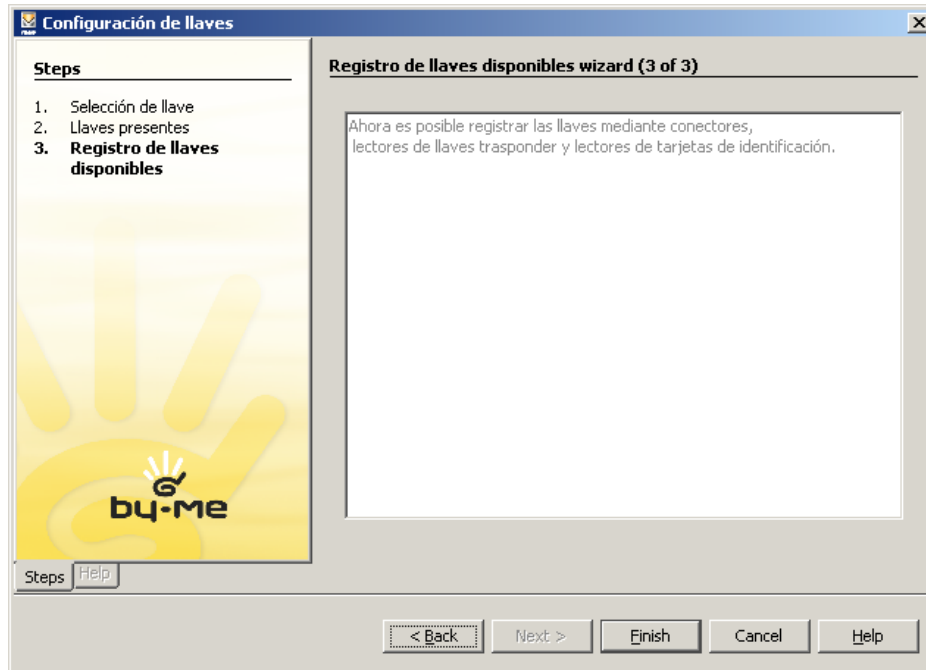 Configuración de llaves
Steps
1. Selección de llave
2. Llaves presentes
3. Registro de llaves
disponibles
by-me
Steps
Help
Registro de llaves disponibles wizard (3 of 3)
Ahora es posible registrar las llaves mediante conectores,
lectores de llaves trasponder y lectores de tarjetas de identificación.
< Back
Next >
Finish
Cancel
Help